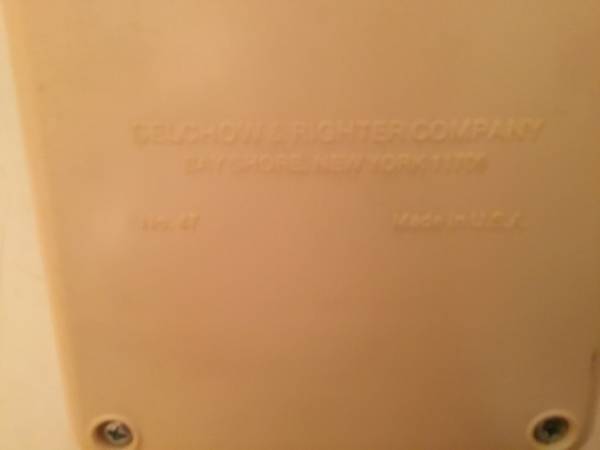 SELCHOW & RIGHTER COMPANY
BAY SHORE, NEW YORK 11706
No. 47
Made in U.S.A.